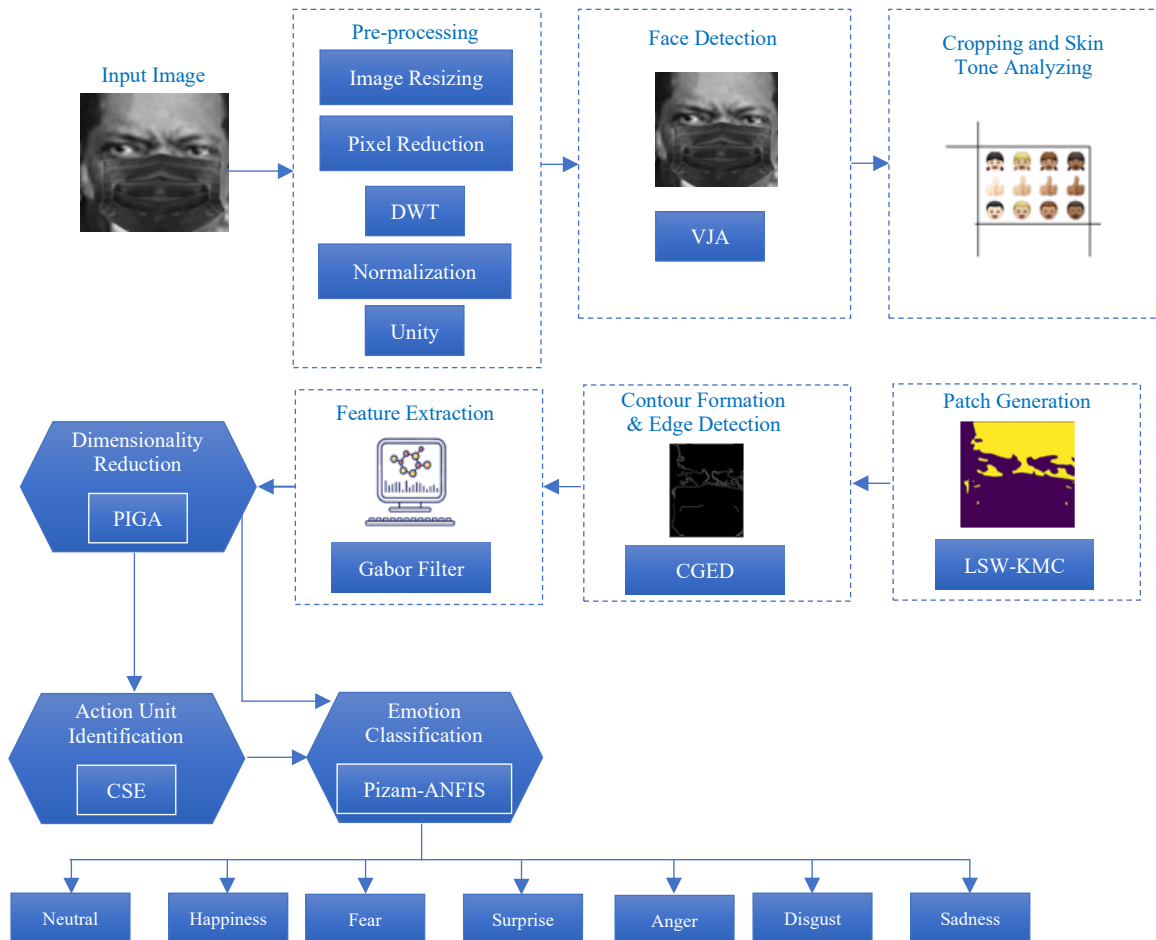 Input Image
Pre-processing
Image Resizing
Pixel Reduction
DWT
Normalization
Unity
Face Detection
VJA
Cropping and Skin
Tone Analyzing
Patch Generation
LSW-KMC
Contour Formation
& Edge Detection
CGED
Feature Extraction
Gabor Filter
Dimensionality
Reduction
PIGA
Action Unit
Identification
CSE
Emotion
Classification
Pizam-ANFIS
Neutral
Happiness
Fear
Surprise
Anger
Disgust
Sadness